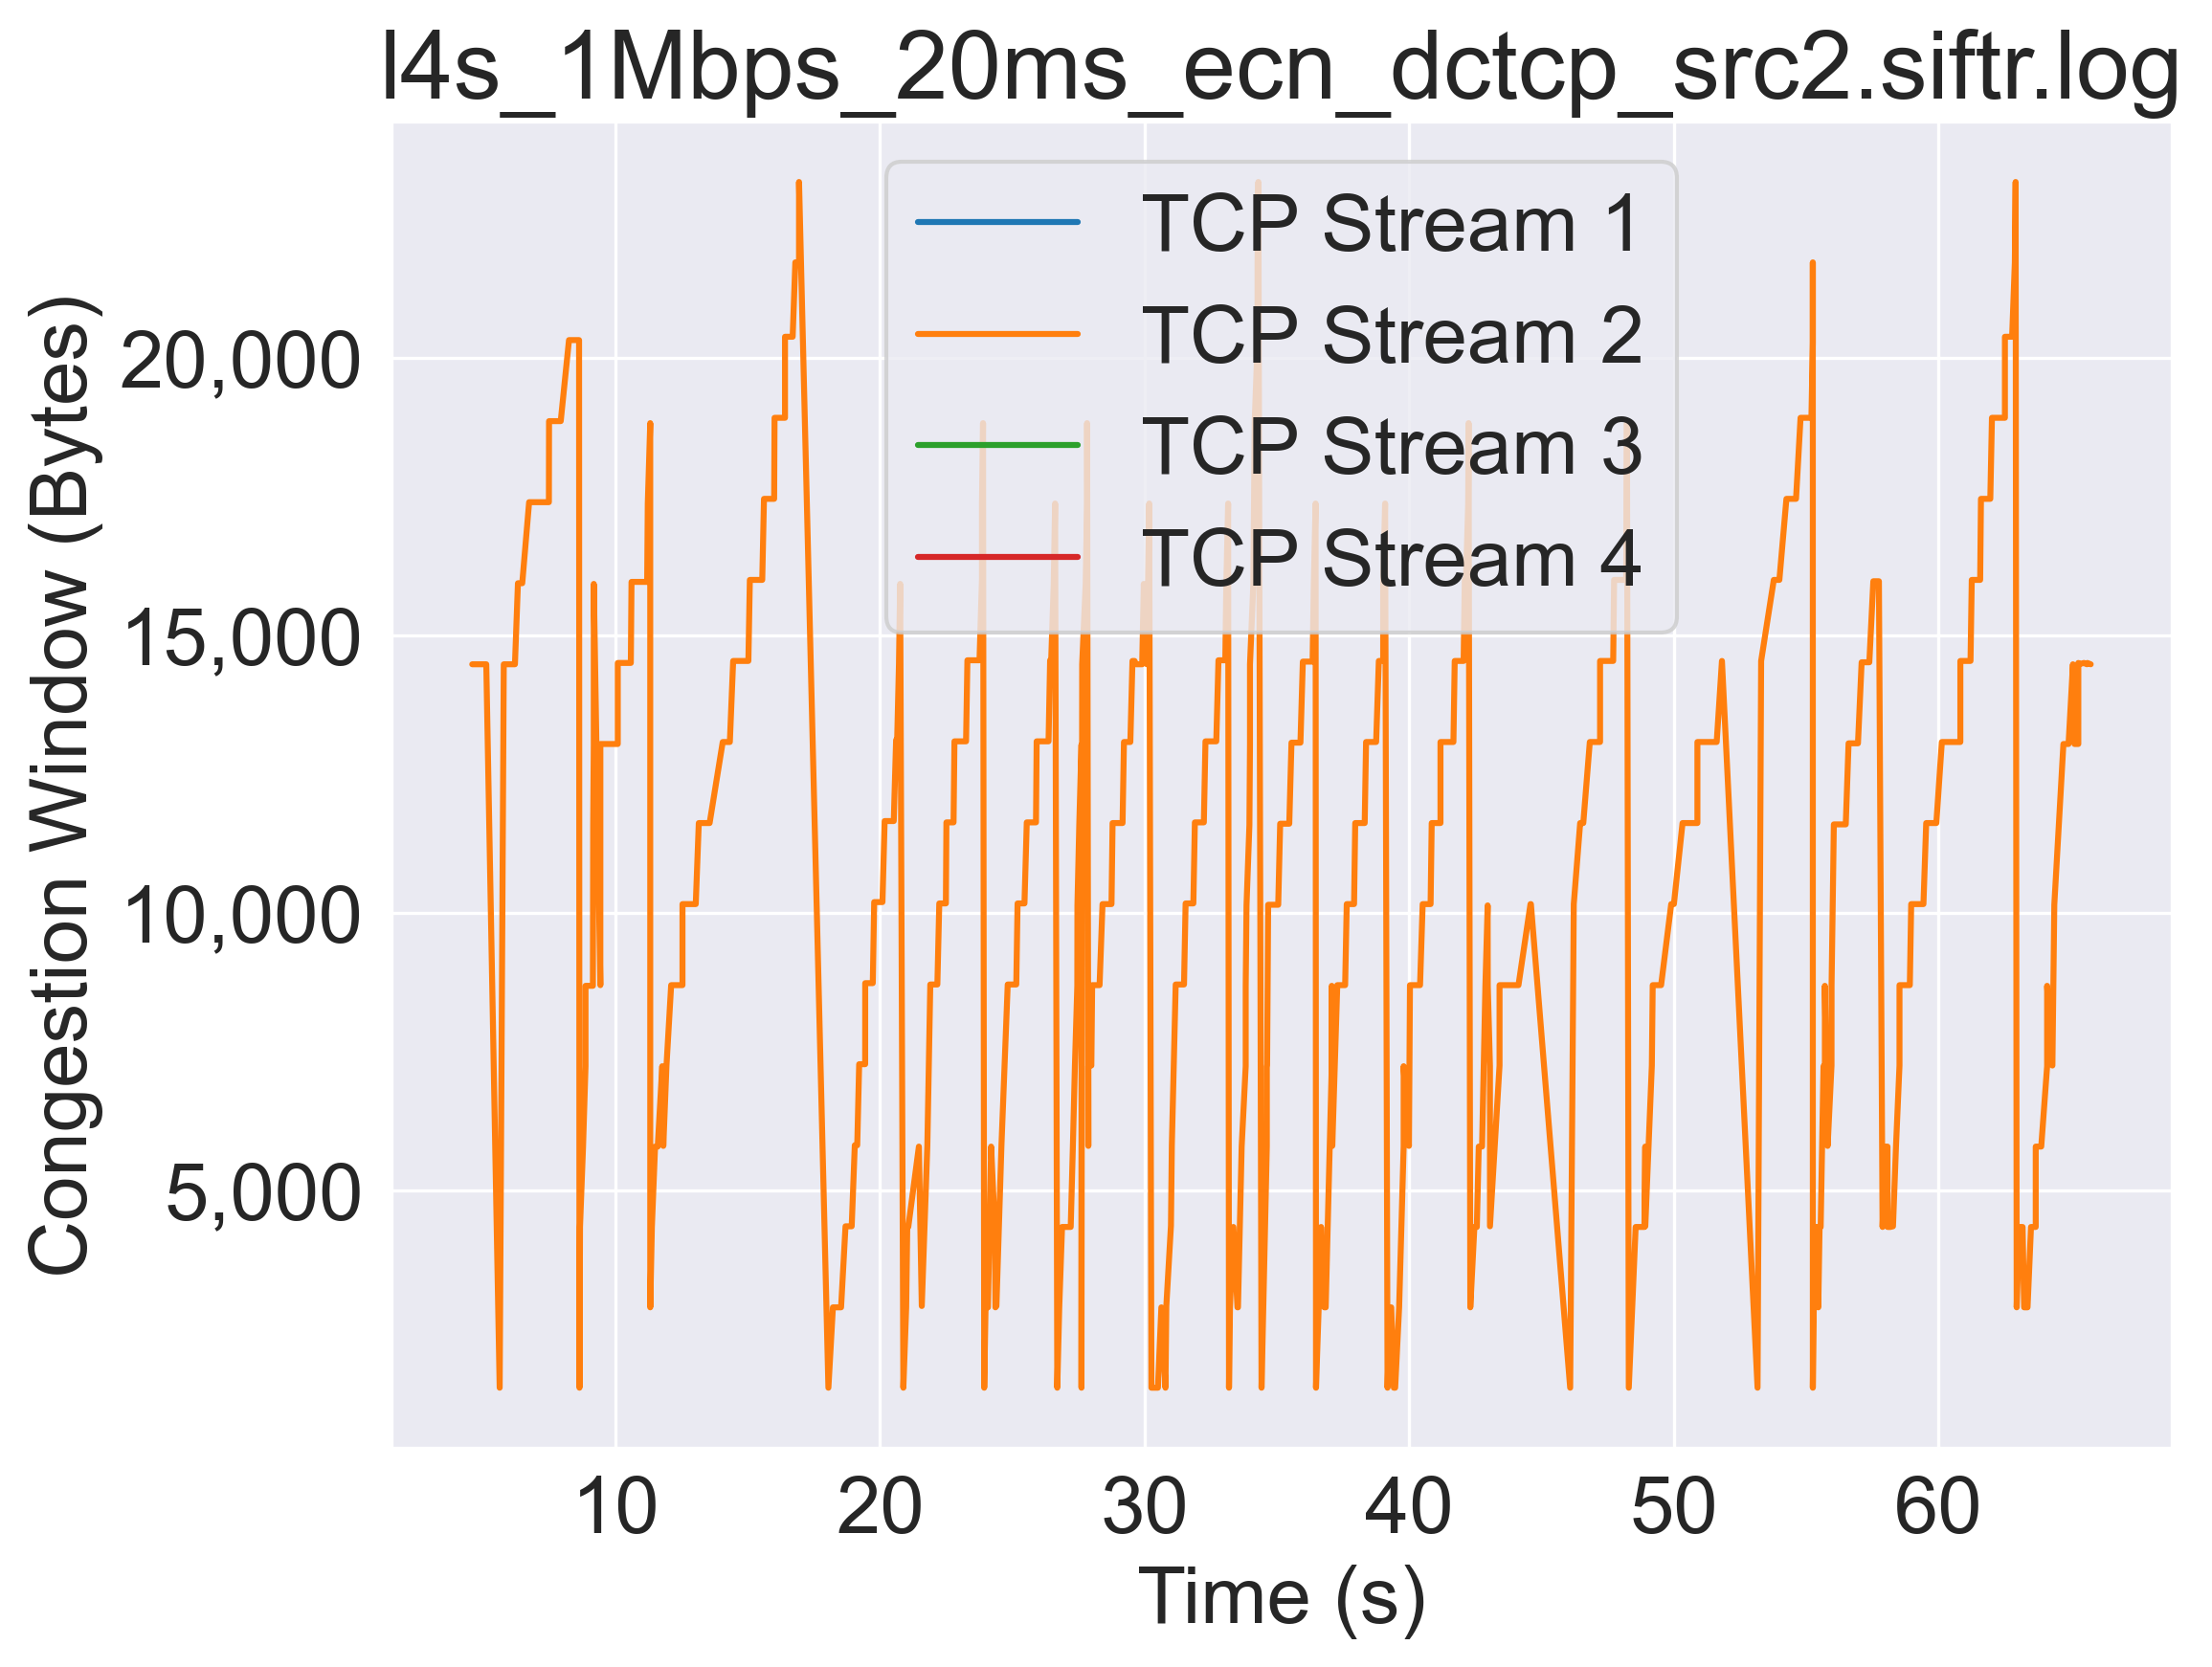 l4s_1Mbps_20ms_ecn_dctcp_src2.siftr.log
TCP Stream 1
TCP Stream 2
TCP Stream 3
TCP Stream 4
Congestion Window (Bytes)
20,000
15,000
10,000
5,000
10 20 30 40 50 60
Time (s)